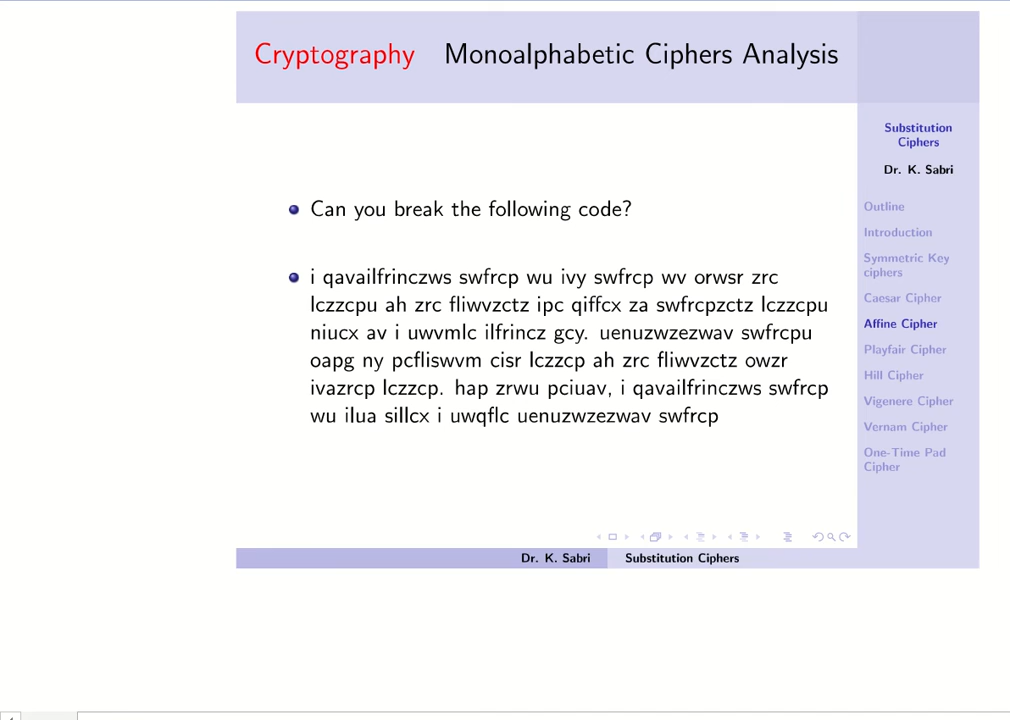 Cryptography Monoalphabetic Ciphers Analysis
Can you break the following code?
i qavailfrinczws swfrcp wu ivy swfrcp wv orwsr zrc
lczzcpu ah zrc fliwvzctz ipc qiffcx za swfrcpzctz lczzcpu
niucx av i uwvmlc ilfrincz gcy. uenuzwzezwav swfrcpu
oapg ny pcfliswvm cisr lczzcp ah zrc fliwvzctz owzr
ivazrcp lczzcp. hap zrwu pciuav, i qavailfrinczws swfrcp
wu ilua sillcx i uwqflc uenuzwzezwav swfrcp
Substitution
Ciphers
Dr. K. Sabri
Outline
Introduction
Symmetric Key
ciphers
Caesar Cipher
Affine Cipher
Playfair Cipher
Hill Cipher
Vigenere Cipher
Vernam Cipher
One-Time Pad
Cipher
Dr. K. Sabri Substitution Ciphers